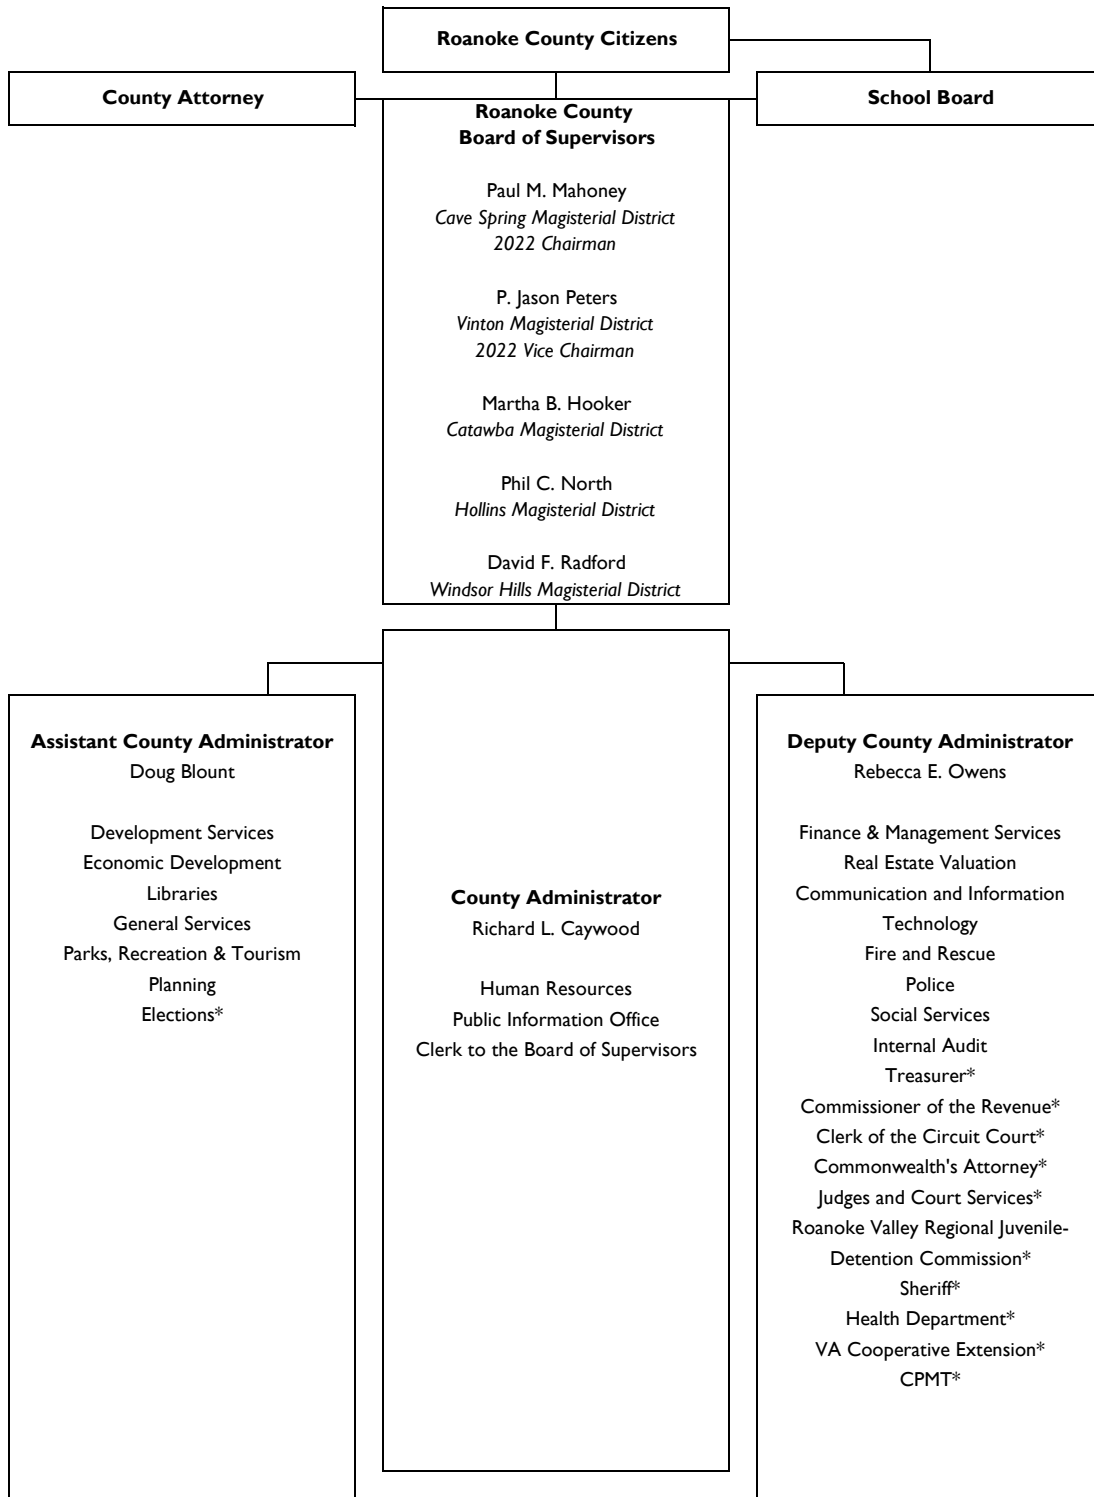 Roanoke County Citizens
County Attorney
School Board
Roanoke County
Board of Supervisors
Paul M. Mahoney
Cave Spring Magisterial District
2022 Chairman
P. Jason Peters
Vinton Magisterial District
2022 Vice Chairman
Martha B. Hooker
Catawba Magisterial District
Phil C. North
Hollins Magisterial District
David F. Radford
Windsor Hills Magisterial District
Assistant County Administrator
Doug Blount
Development Services
Economic Development
Libraries
General Services
Parks, Recreation & Tourism
Planning
Elections*
County Administrator
Richard L. Caywood
Human Resources
Public Information Office
Clerk to the Board of Supervisors
Deputy County Administrator
Rebecca E. Owens
Finance & Management Services
Real Estate Valuation
Communication and Information
Technology
Fire and Rescue
Police
Social Services
Internal Audit
Treasurer*
Commissioner of the Revenue*
Clerk of the Circuit Court*
Commonwealth's Attorney*
Judges and Court Services*
Roanoke Valley Regional Juvenile-
Detention Commission*
Sheriff*
Health Department*
VA Cooperative Extension*
CPMT*